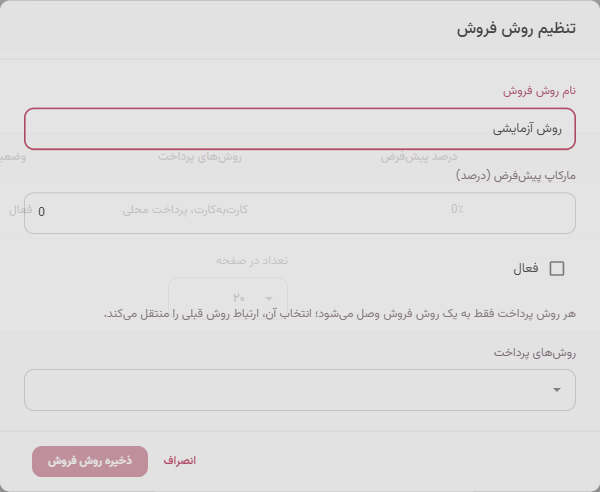 تنظیم روش فروش
نام روش فروش
روش آزمایشی
درصد پیش‌فرض روش‌های پرداخت
مارکاپ پیش‌فرض (درصد)
0٪ کارت‌به‌کارت، پرداخت محلی فعال
0
تعداد در صفحه
فعال
۲۰
هر روش پرداخت فقط به یک روش فروش وصل می‌شود؛ انتخاب آن، ارتباط روش قبلی را منتقل می‌کند.
روش‌های پرداخت
انصراف
ذخیره روش فروش